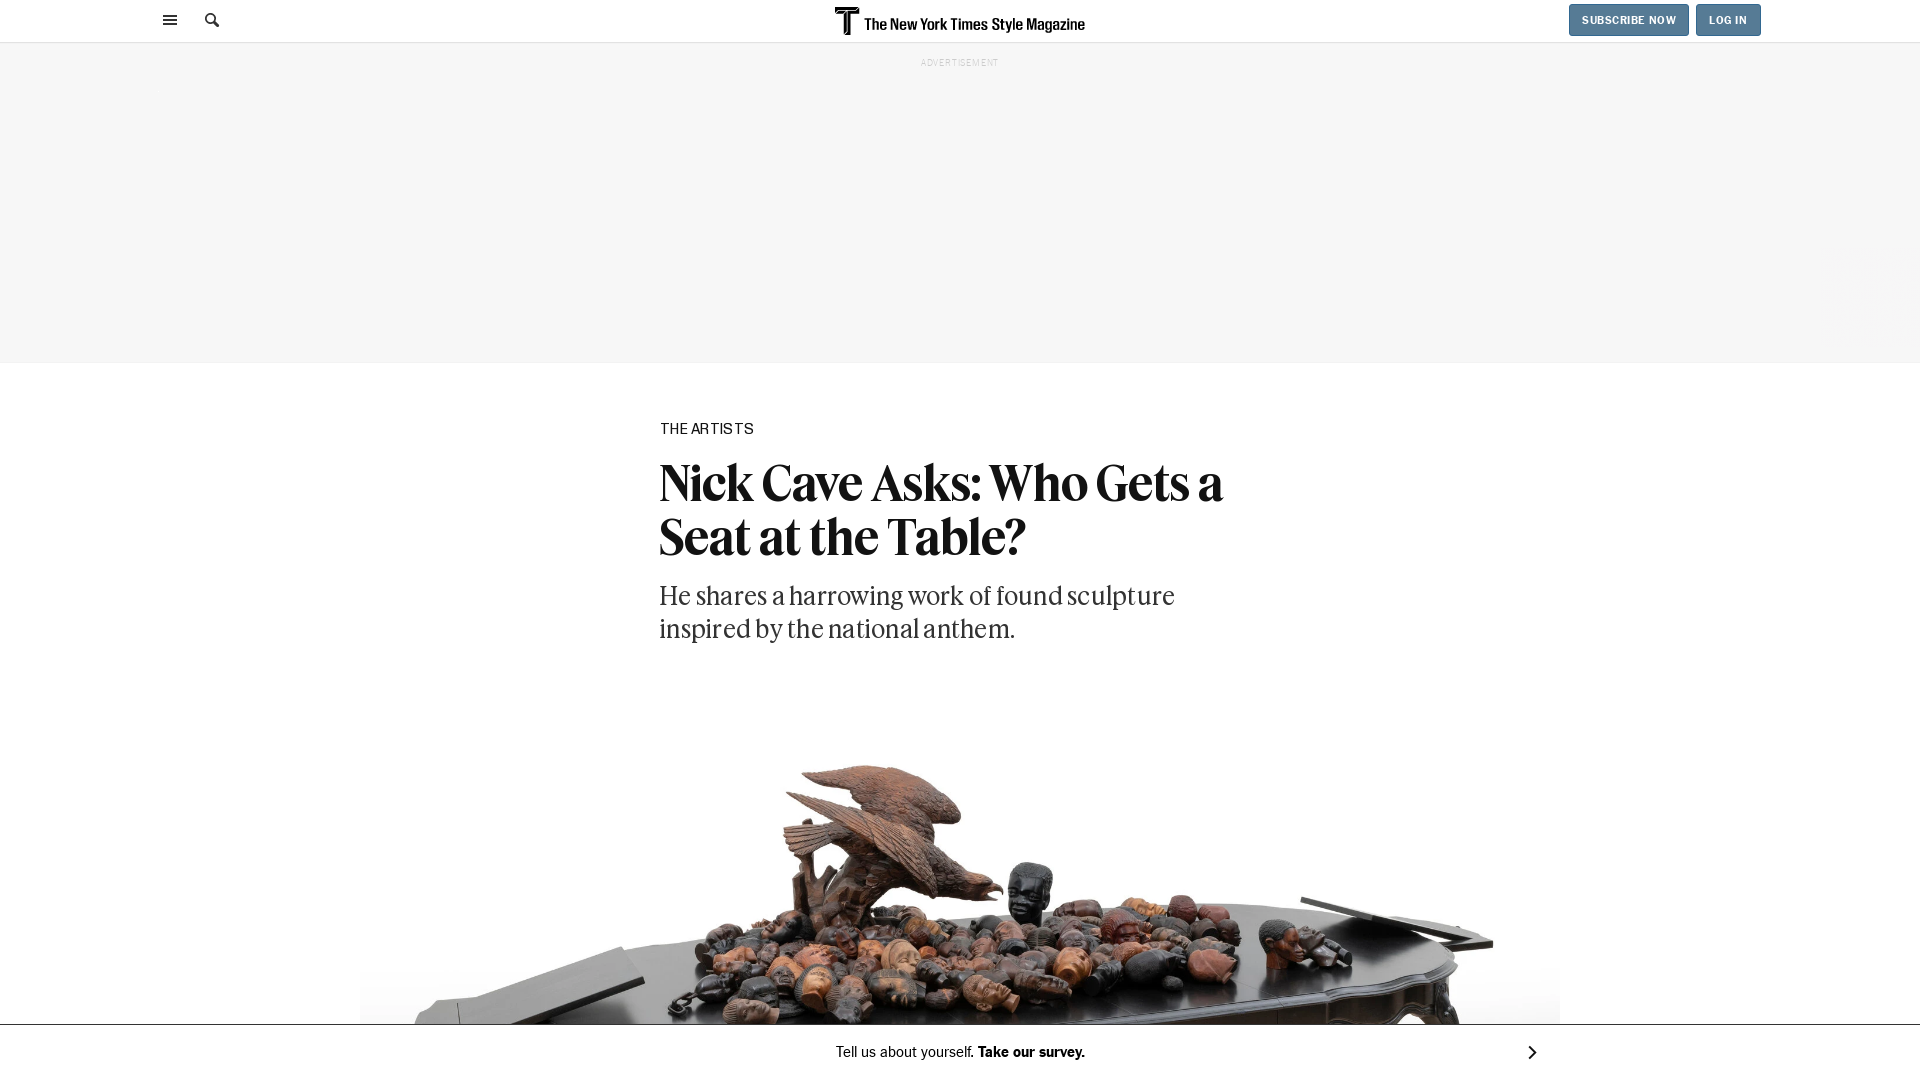 The New York Times Style Magazine
SUBSCRIBE NOW
LOG IN
ADVERTISEMENT
THE ARTISTS
Nick Cave Asks: Who Gets a
Seat at the Table?
He shares a harrowing work of found sculpture
inspired by the national anthem.
Tell us about yourself. Take our survey.